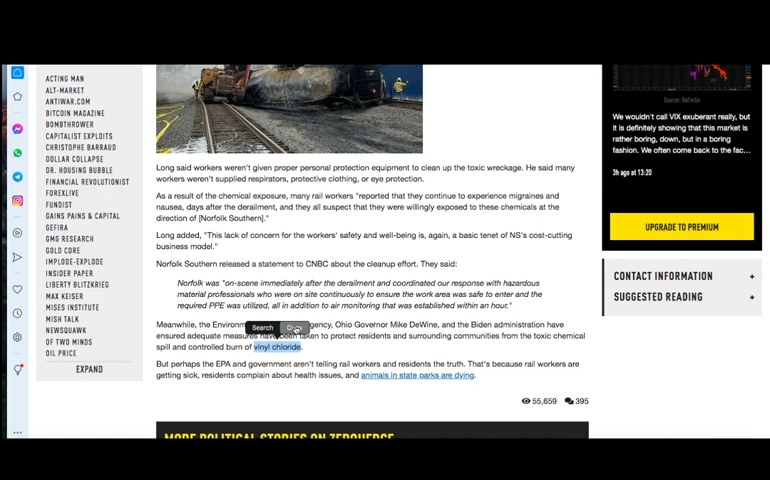 ACTING MAN
ALT-MARKET
ANTIWAR.COM
BITCOIN MAGAZINE
BOMBTHROWER
CAPITALIST EXPLOITS
CHRISTOPHE BARRAUD
DOLLAR COLLAPSE
DR. HOUSING BUBBLE
FINANCIAL REVOLUTIONIST
FOREXLIVE
FUNDIST
GAINS PAINS & CAPITAL
GEFIRA
GMG RESEARCH
GOLD CORE
IMPLODE-EXPLODE
INSIDER PAPER
LIBERTY BLITZKRIEG
MAX KEISER
MISES INSTITUTE
MISH TALK
NEWSQUAWK
OF TWO MINDS
OIL PRICE
EXPAND
Long said workers weren't given proper personal protection equipment to clean up the toxic wreckage. He said many
workers weren't supplied respirators, protective clothing, or eye protection.
As a result of the chemical exposure, many rail workers "reported that they continue to experience migraines and
nausea, days after the derailment, and they all suspect that they were willingly exposed to these chemicals at the
direction of [Norfolk Southern]."
Long added, "This lack of concern for the workers' safety and well-being is, again, a basic tenet of NS's cost-cutting
business model."
Norfolk Southern released a statement to CNBC about the cleanup effort. They said:
Norfolk was "on-scene immediately after the derailment and coordinated our response with hazardous
material professionals who were on site continuously to ensure the work area was safe to enter and the
required PPE was utilized, all in addition to air monitoring that was established within an hour."
Search Copy
Meanwhile, the Environm gency, Ohio Governor Mike DeWine, and the Biden administration have
ensured adequate measures have been taken to protect residents and surrounding communities from the toxic chemical
spill and controlled burn of vinyl chloride.
But perhaps the EPA and government aren't telling rail workers and residents the truth. That's because rail workers are
getting sick, residents complain about health issues, and animals in state parks are dying.
55,659 395
MORE POLITICAL STORIES ON ZEROHEDGE
Source: Refinitiv
We wouldn't call VIX exuberant really, but
it is definitely showing that this market is
rather boring, down, but in a boring
fashion. We often come back to the fac...
3h ago at 13:20
UPGRADE TO PREMIUM
CONTACT INFORMATION +
SUGGESTED READING +